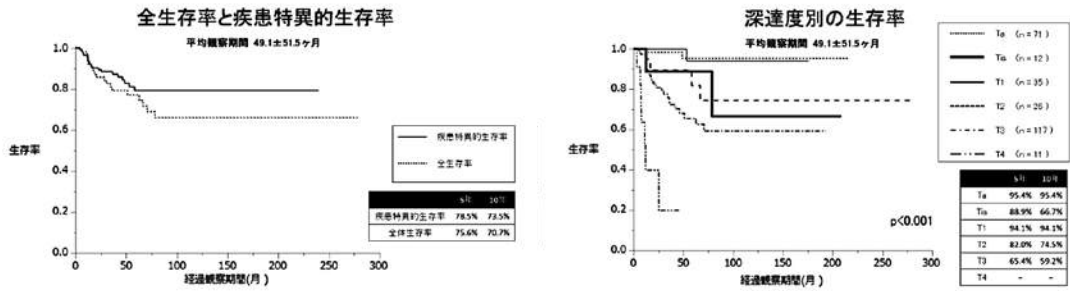 全生存率と疾患特異的生存率
平均観察期間 49.1±51.5ヶ月
1.0
0.8
0.6
生存率
0.4
0.2
0.0
0 50 100 150 200 250 300
経過観察期間(月)
疾患特異的生存率
全生存率
5年 10年
疾患特異的生存率 78.5% 73.5%
全体生存率 75.6% 70.7%
深達度別の生存率
平均観察期間 49.1±51.5ヶ月
1.0
0.8
0.6
生存率
0.4
0.2
0.0
0 50 100 150 200 250 300
経過観察期間(月)
p<0.001
Ta (n=71)
Tis (n=12)
T1 (n=35)
T2 (n=26)
T3 (n=117)
T4 (n=11)
5年 10年
Ta 95.4% 95.4%
Tis 88.9% 66.7%
T1 94.1% 94.1%
T2 82.0% 74.5%
T3 65.4% 59.2%
T4 - -